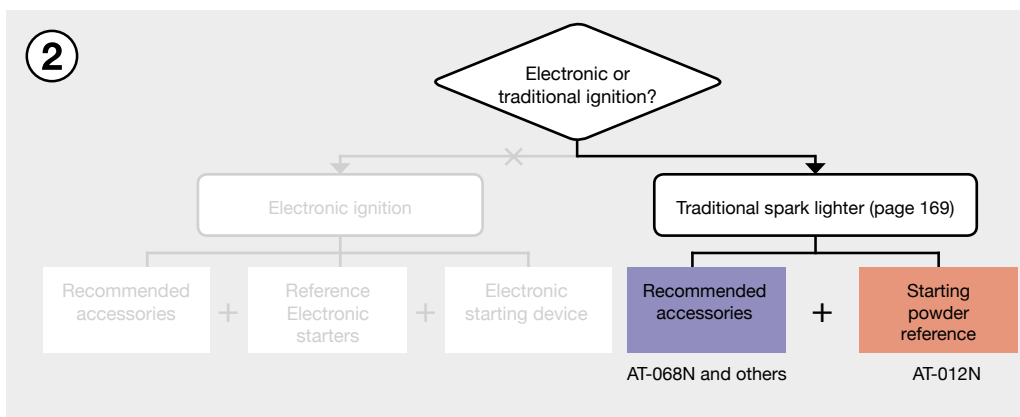 2
Electronic or
traditional ignition?
Electronic ignition
Traditional spark lighter (page 169)
Recommended
accessories
+
Reference
Electronic
starters
+
Electronic
starting device
Recommended
accessories
+
Starting
powder
reference
AT-068N and others
AT-012N